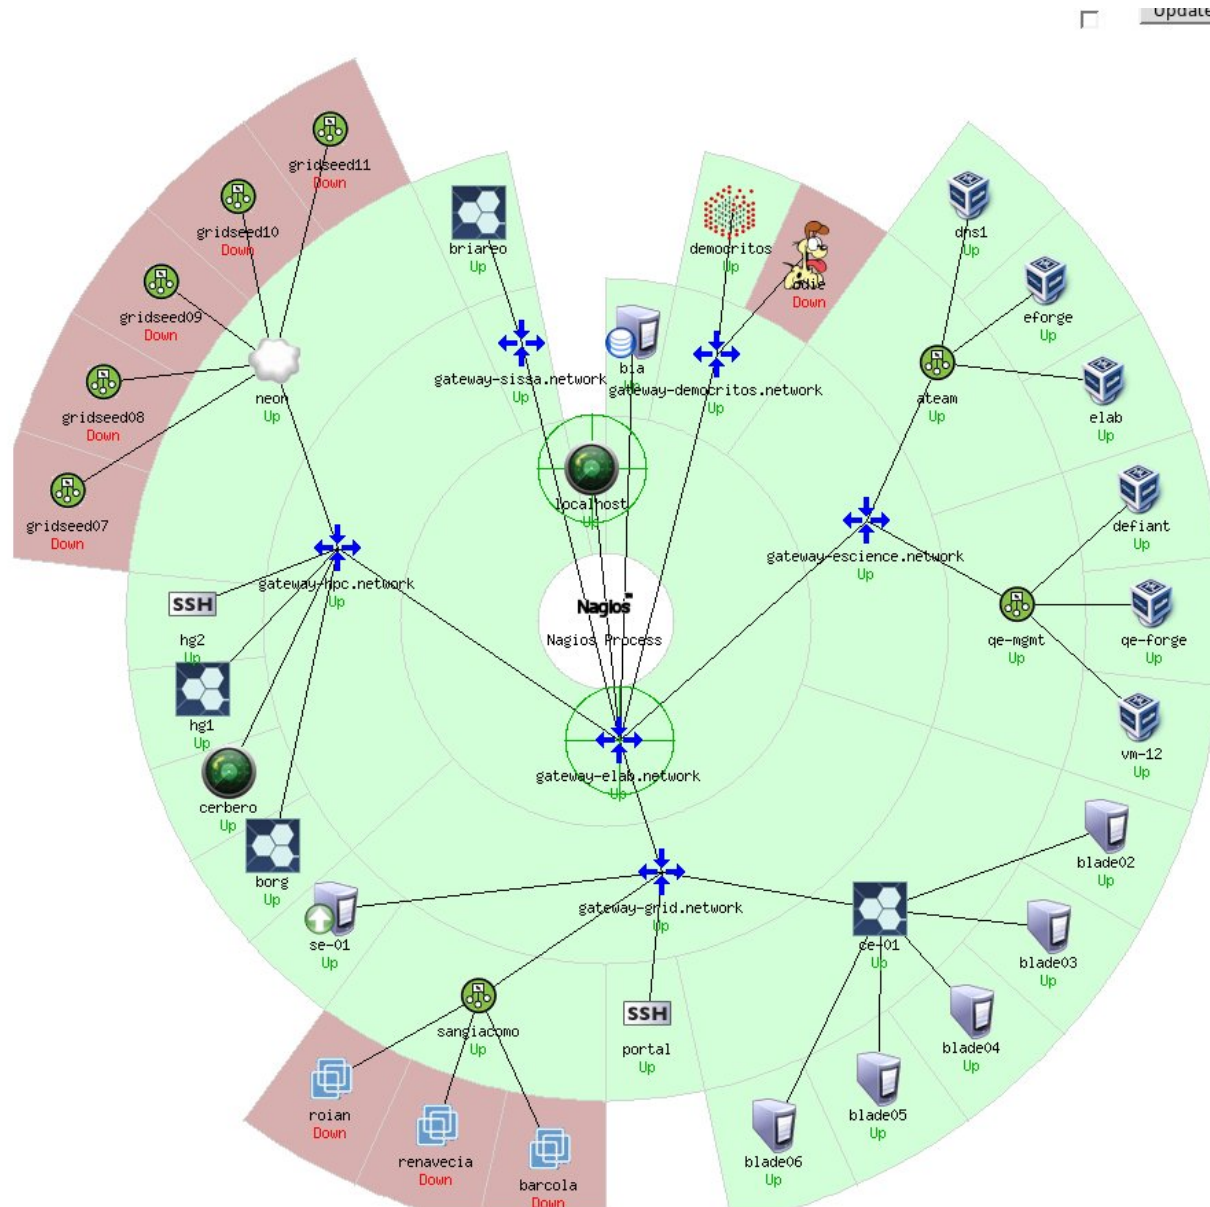 Update
gridseed11
Down
gridseed10
Down
gridseed09
Down
gridseed08
Down
gridseed07
Down
neon
Up
briareo
Up
gateway-sissa.network
Up
bia
Up
democritos
Up
odie
Down
gateway-democritos.network
Up
dns1
Up
eforge
Up
elab
Up
ateam
Up
defiant
Up
gateway-escience.network
Up
qe-mgmt
Up
qe-forge
Up
vm-12
Up
localhost
Up
gateway-hpc.network
Up
SSH
hg2
Up
hg1
Up
cerbero
Up
borg
Up
Nagios
Nagios Process
gateway-elab.network
Up
gateway-grid.network
Up
se-01
Up
sangiacomo
Up
SSH
portal
Up
ce-01
Up
blade02
Up
blade03
Up
blade04
Up
blade05
Up
blade06
Up
roian
Down
renavecia
Down
barcola
Down